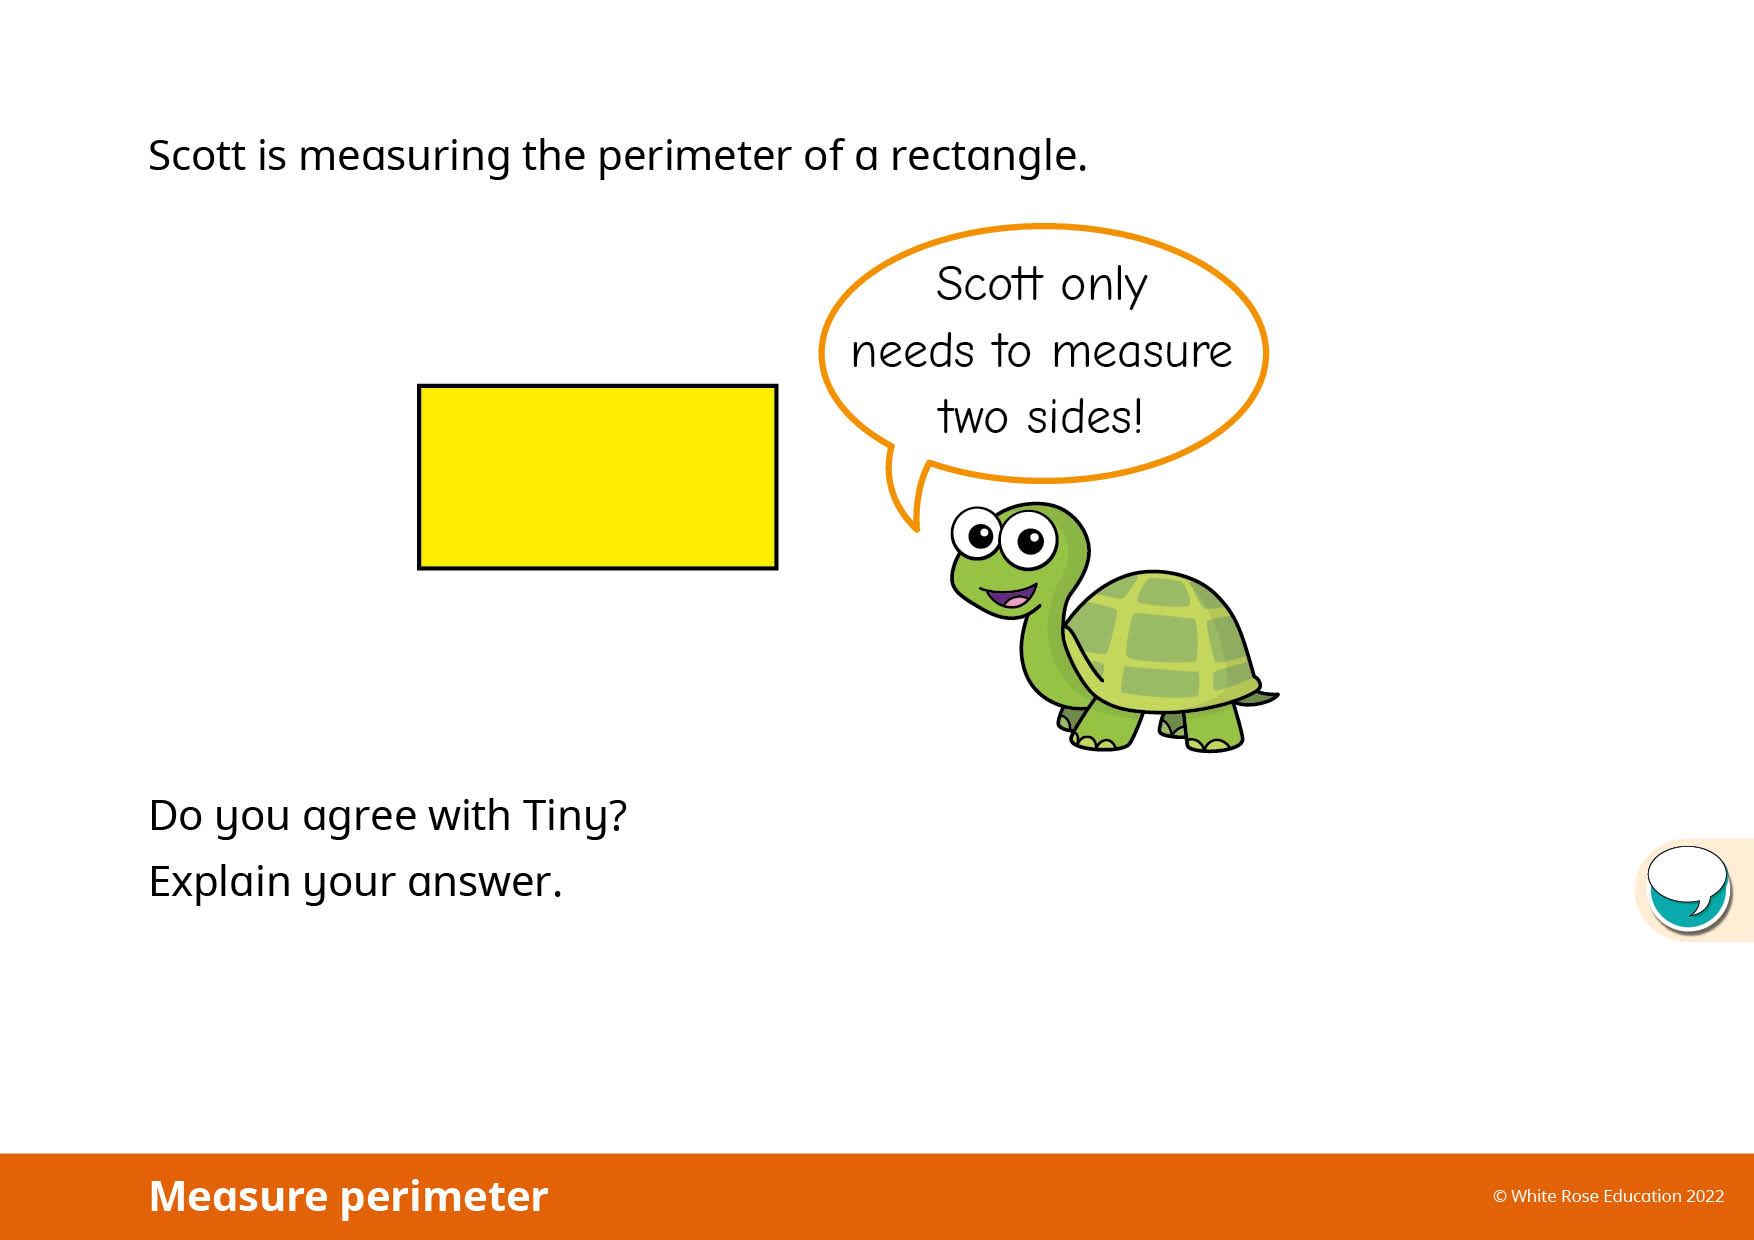 Scott is measuring the perimeter of a rectangle.
Scott only
needs to measure
two sides!
Do you agree with Tiny?
Explain your answer.
Measure perimeter
© White Rose Education 2022